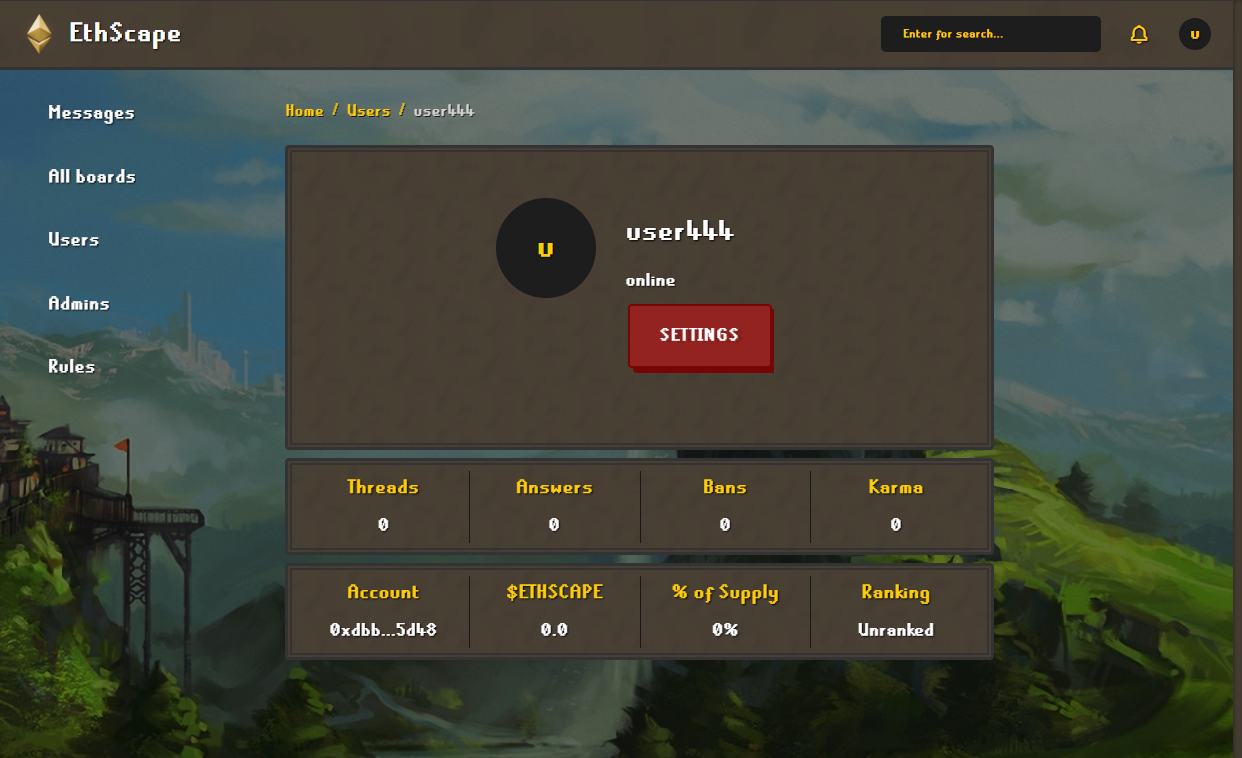 EthScape
Enter for search...
u
Messages
All boards
Users
Admins
Rules
Home / Users / user444
u
user444
online
SETTINGS
Threads Answers Bans Karma
0 0 0 0
Account $ETHSCAPE % of Supply Ranking
0xdbb...5d48 0.0 0% Unranked